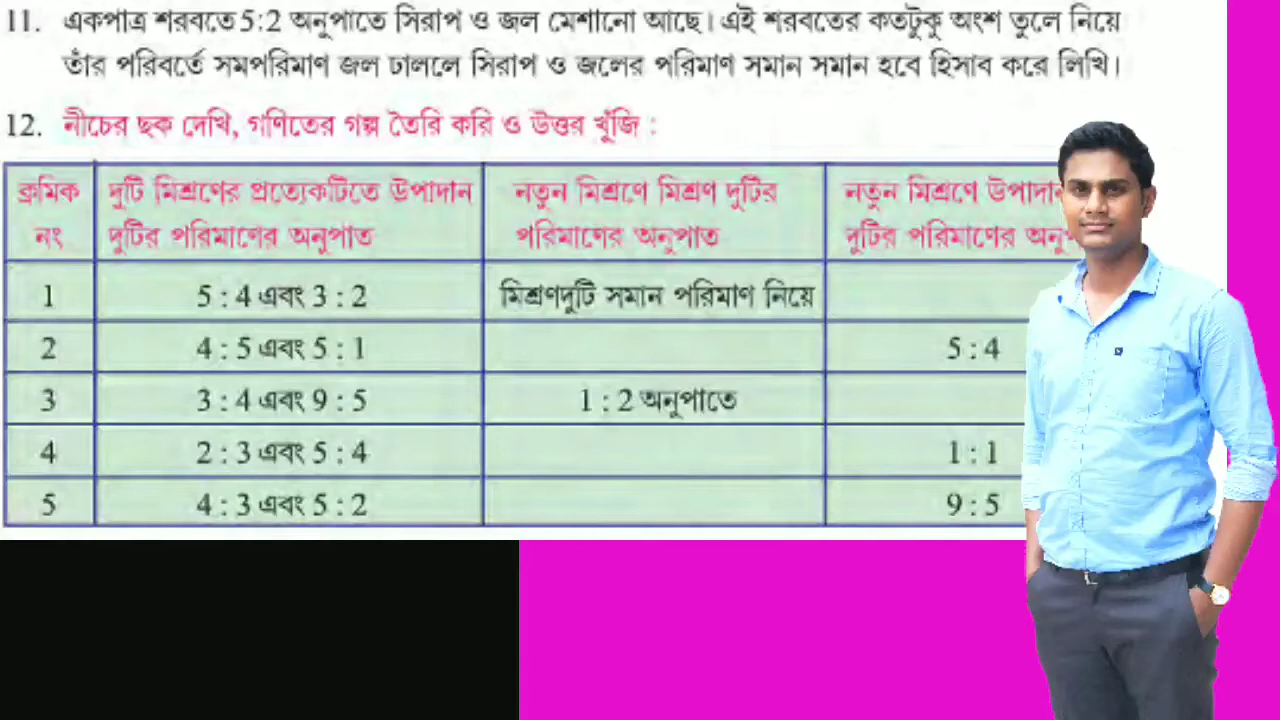 11. একপাত্র শরবতে 5:2 অনুপাতে সিরাপ ও জল মেশানো আছে। এই শরবতের কতটুকু অংশ তুলে নিয়ে
তাঁর পরিবর্তে সমপরিমাণ জল ঢাললে সিরাপ ও জলের পরিমাণ সমান সমান হবে হিসাব করে লিখি।
12. নীচের ছক দেখি, গণিতের গল্প তৈরি করি ও উত্তর খুঁজি :
ক্রমিক নং
দুটি মিশ্রণের প্রত্যেকটিতে উপাদান
দুটির পরিমাণের অনুপাত
নতুন মিশ্রণে মিশ্রণ দুটির
পরিমাণের অনুপাত
নতুন মিশ্রণে
দুটির পরিমাণের
1 5 : 4 এবং 3 : 2 মিশ্রণদুটি সমান পরিমাণ নিয়ে
2 4 : 5 এবং 5 : 1 5 : 4
3 3 : 4 এবং 9 : 5 1 : 2 অনুপাতে
4 2 : 3 এবং 5 : 4 1 : 1
5 4 : 3 এবং 5 : 2 9 : 5